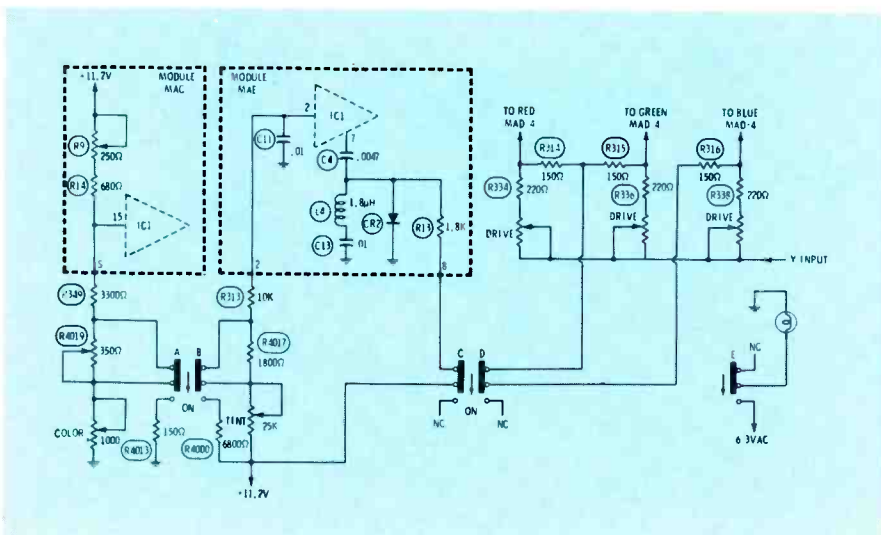 +11.2V
MODULE
MAC
R9
250Ω
R14
680Ω
15
IC1
5
R349
3300Ω
R4019
350Ω
COLOR
1000
R4013
150Ω
A
B
ON
R4000
6800Ω
MODULE
MAE
2
IC1
C11
.01
7
C4
L4
1.8μH
C13
.01
CR2
R13
1.8K
2
8
R313
10K
R4017
1800Ω
TINT
25K
+11.2V
C
D
NC
ON
NC
TO RED
MAD-4
TO GREEN
MAD-4
TO BLUE
MAD-4
R314
150Ω
R315
150Ω
R316
150Ω
R334
220Ω
R336
220Ω
R338
220Ω
DRIVE
DRIVE
DRIVE
Y INPUT
E
NC
6.3VAC